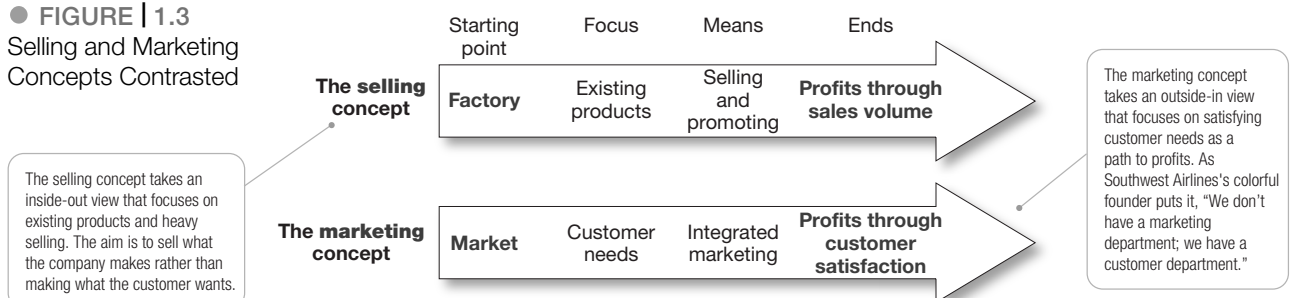 ● FIGURE | 1.3
Selling and Marketing
Concepts Contrasted
Starting
point
Focus
Means
Ends
The selling
concept
Factory
Existing
products
Selling
and
promoting
Profits through
sales volume
The marketing
concept
Market
Customer
needs
Integrated
marketing
Profits through
customer
satisfaction
The selling concept takes an
inside-out view that focuses on
existing products and heavy
selling. The aim is to sell what
the company makes rather than
making what the customer wants.
The marketing concept
takes an outside-in view
that focuses on satisfying
customer needs as a
path to profits. As
Southwest Airlines's colorful
founder puts it, “We don’t
have a marketing
department; we have a
customer department.”